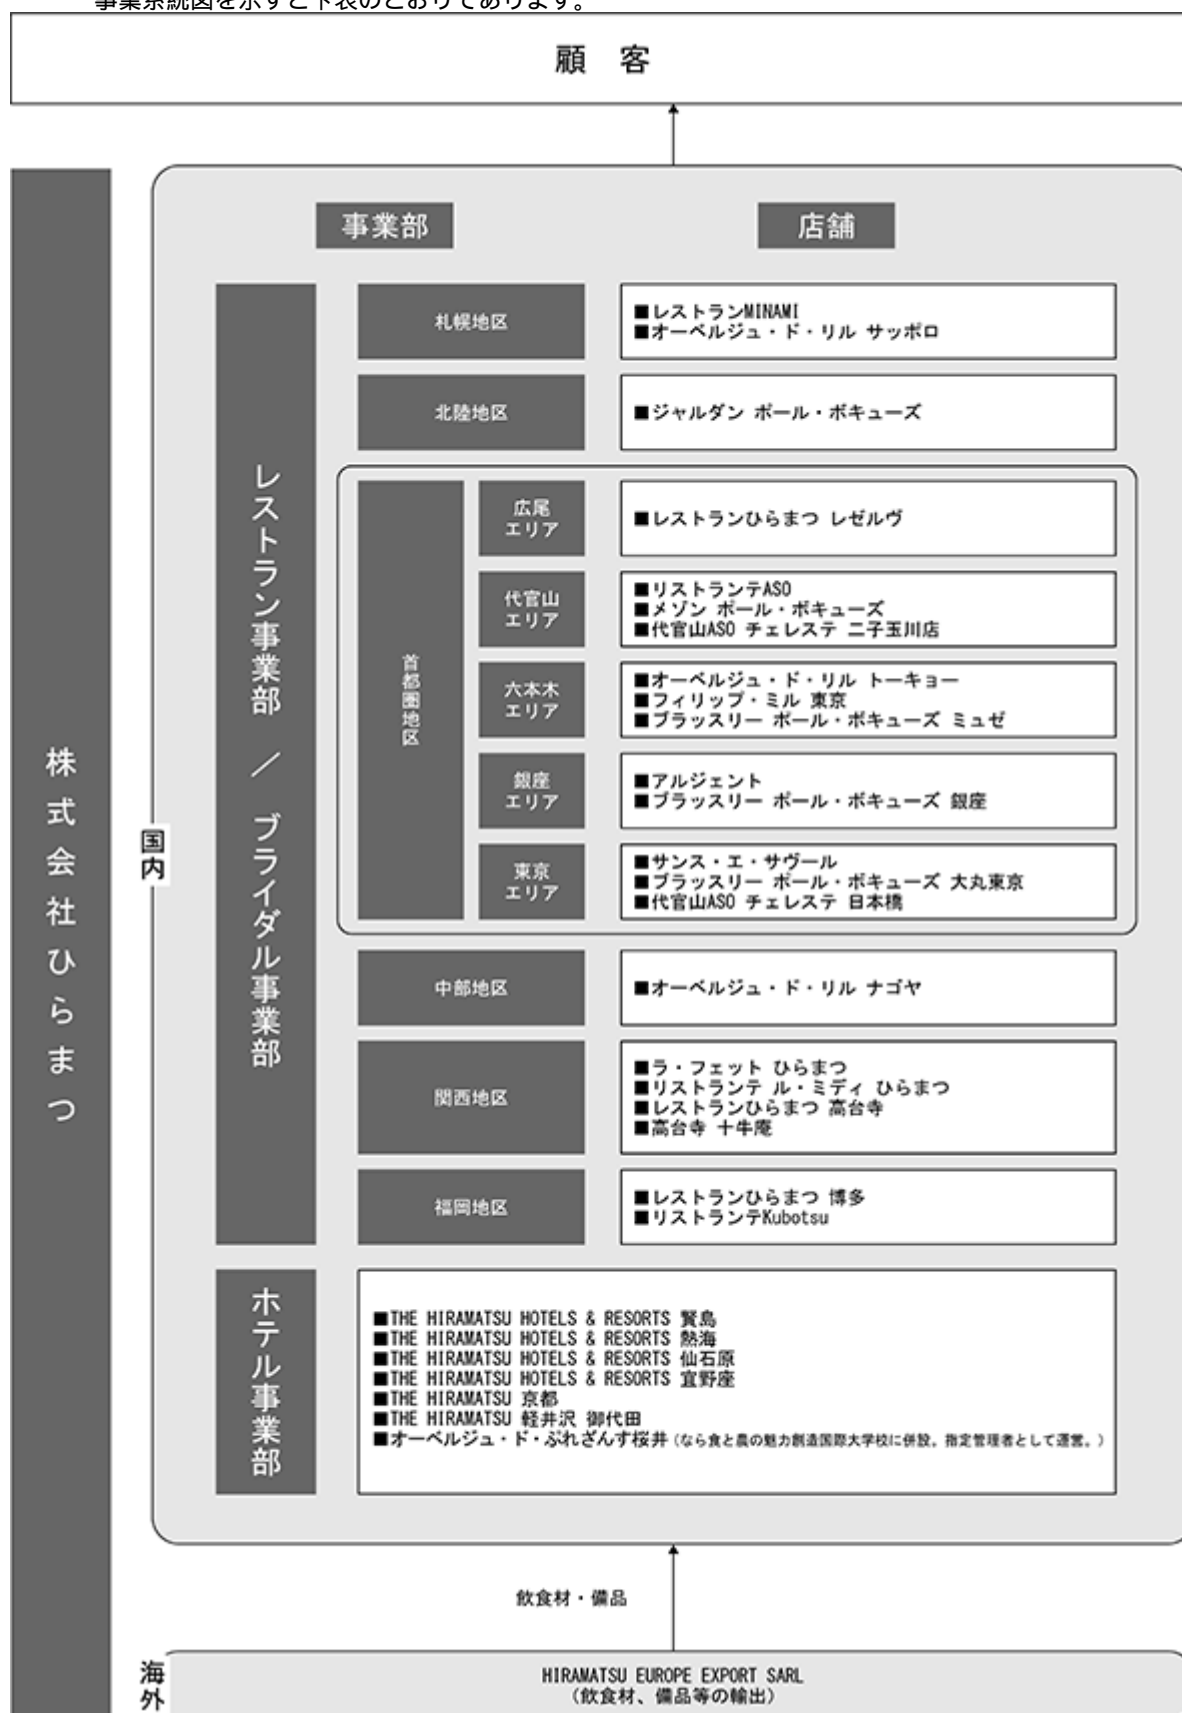 事業系統図を示すと下表のとおりであります。
顧 客
事業部
店舗
株式会社ひらまつ
国内
レストラン事業部 / ブライダル事業部
札幌地区
■レストランMINAMI
■オーベルジュ・ド・リル サッポロ
北陸地区
■ジャルダン ポール・ボキューズ
首都圏地区
広尾
エリア
■レストランひらまつ レゼルヴ
代官山
エリア
■リストランテASO
■メゾン ポール・ボキューズ
■代官山ASO チェレステ 二子玉川店
六本木
エリア
■オーベルジュ・ド・リル トーキョー
■フィリップ・ミル 東京
■ブラッスリー ポール・ボキューズ ミュゼ
銀座
エリア
■アルジェント
■ブラッスリー ポール・ボキューズ 銀座
東京
エリア
■サンス・エ・サヴール
■ブラッスリー ポール・ボキューズ 大丸東京
■代官山ASO チェレステ 日本橋
中部地区
■オーベルジュ・ド・リル ナゴヤ
関西地区
■ラ・フェット ひらまつ
■リストランテ ル・ミディ ひらまつ
■レストランひらまつ 高台寺
■高台寺 十牛庵
福岡地区
■レストランひらまつ 博多
■リストランテKubotsu
ホテル事業部
■THE HIRAMATSU HOTELS & RESORTS 賢島
■THE HIRAMATSU HOTELS & RESORTS 熱海
■THE HIRAMATSU HOTELS & RESORTS 仙石原
■THE HIRAMATSU HOTELS & RESORTS 宜野座
■THE HIRAMATSU 京都
■THE HIRAMATSU 軽井沢 御代田
■オーベルジュ・ド・ぷれざんす桜井(なら食と農の魅力創造国際大学校に併設。指定管理者として運営。)
飲食材・備品
海外
HIRAMATSU EUROPE EXPORT SARL
(飲食材、備品等の輸出)